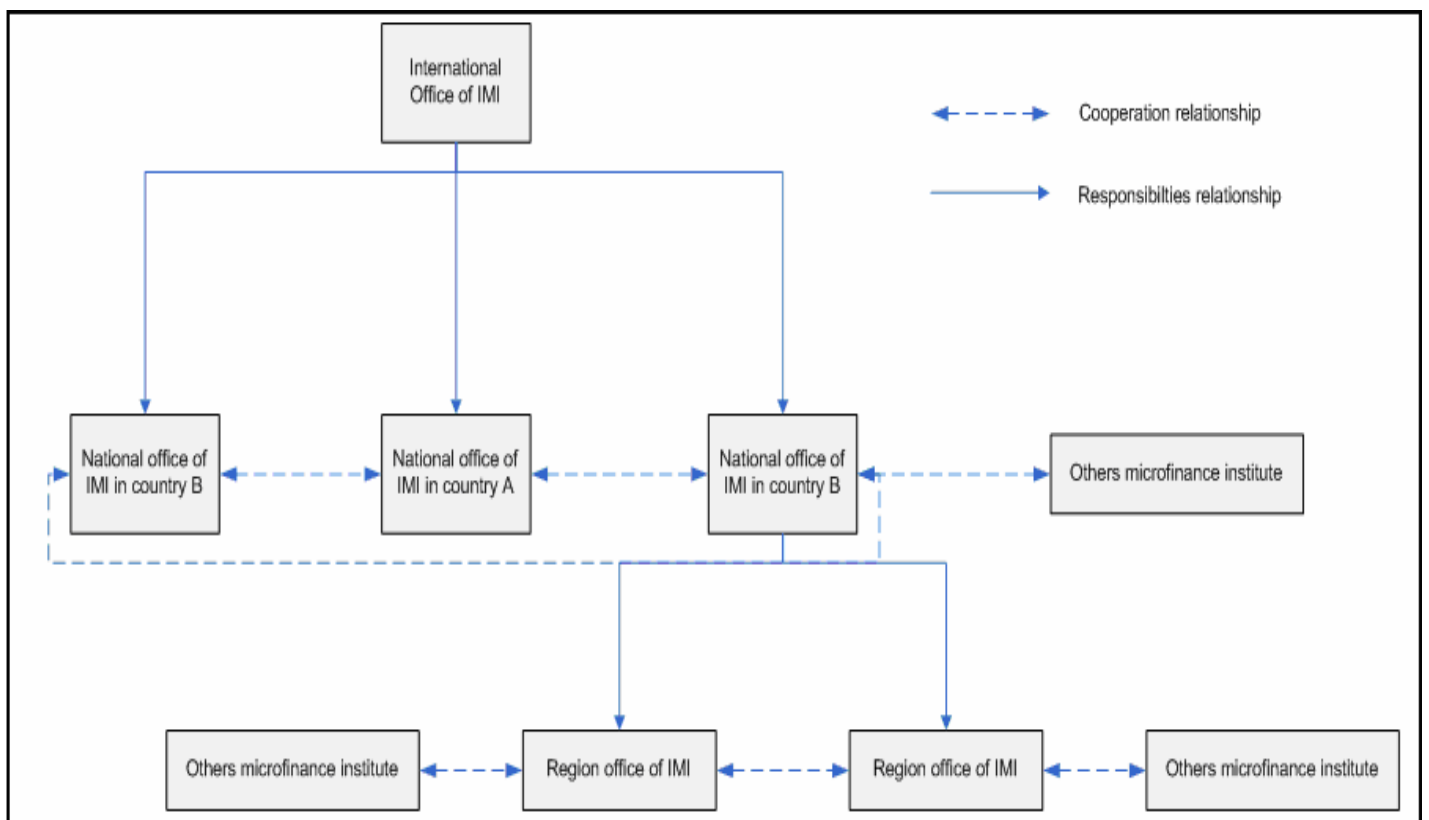 International
Office of IMI
Cooperation relationship
Responsibilties relationship
National office of
IMI in country B
National office of
IMI in country A
National office of
IMI in country B
Others microfinance institute
Others microfinance institute
Region office of IMI
Region office of IMI
Others microfinance institute